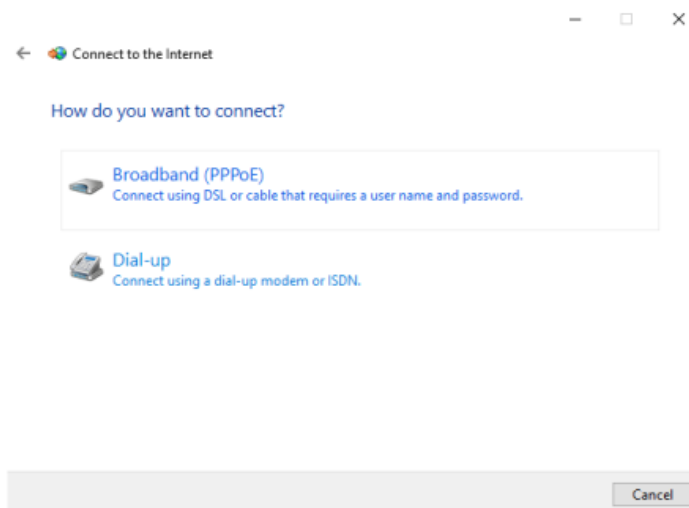 Connect to the Internet
How do you want to connect?
Broadband (PPPoE)
Connect using DSL or cable that requires a user name and password.
Dial-up
Connect using a dial-up modem or ISDN.
Cancel